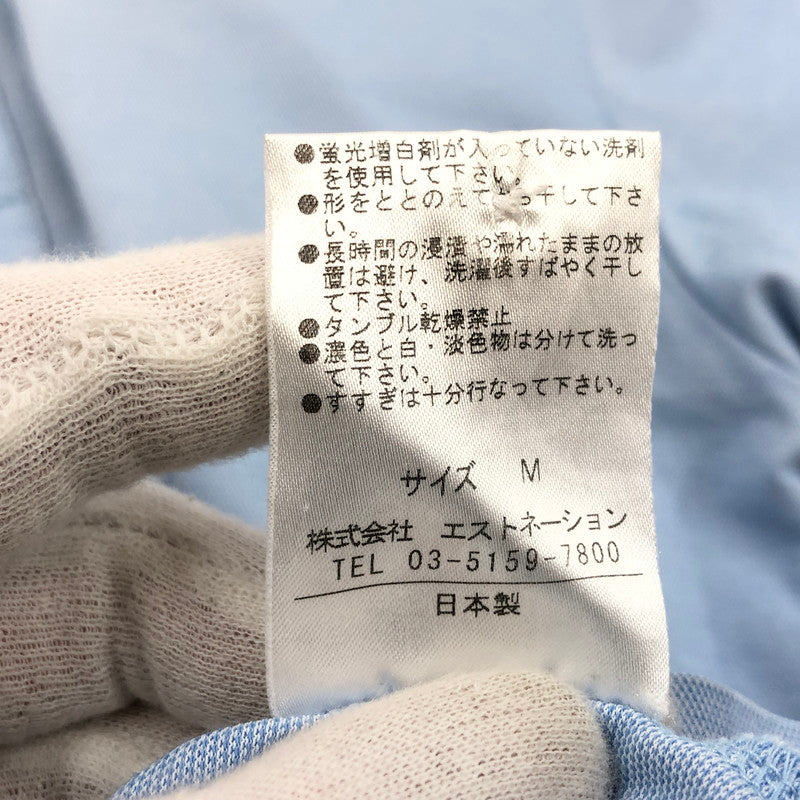 ●蛍光増白剤が入っていない洗剤
を使用して下さい。
●形をととのえて
干して下さ
い。
●長時間の浸漬や濡れたままの放
置は避け、洗濯後すばやく干し
て下さい。
●タンブル乾燥禁止
●濃色と白・淡色物は分けて洗っ
て下さい。
●すすぎは十分行なって下さい。
サイズ M
株式会社 エストネーション
TEL 03-5159-7800
日本製